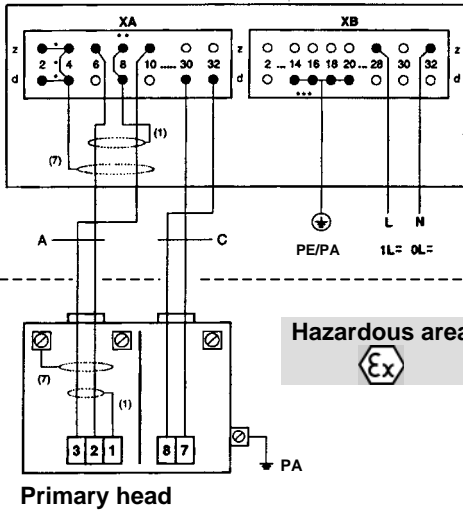 XA XB
z z z z
2 4 6 8 10 ..... 30 32 2 ... 14 16 18 20 ... 28 30 32
d d d d
(1)
(7)
L N
A C
PE/PA 1L= 0L=
Hazardous area
Ex
(7)
(1)
3 2 1 8 7
PA
Primary head